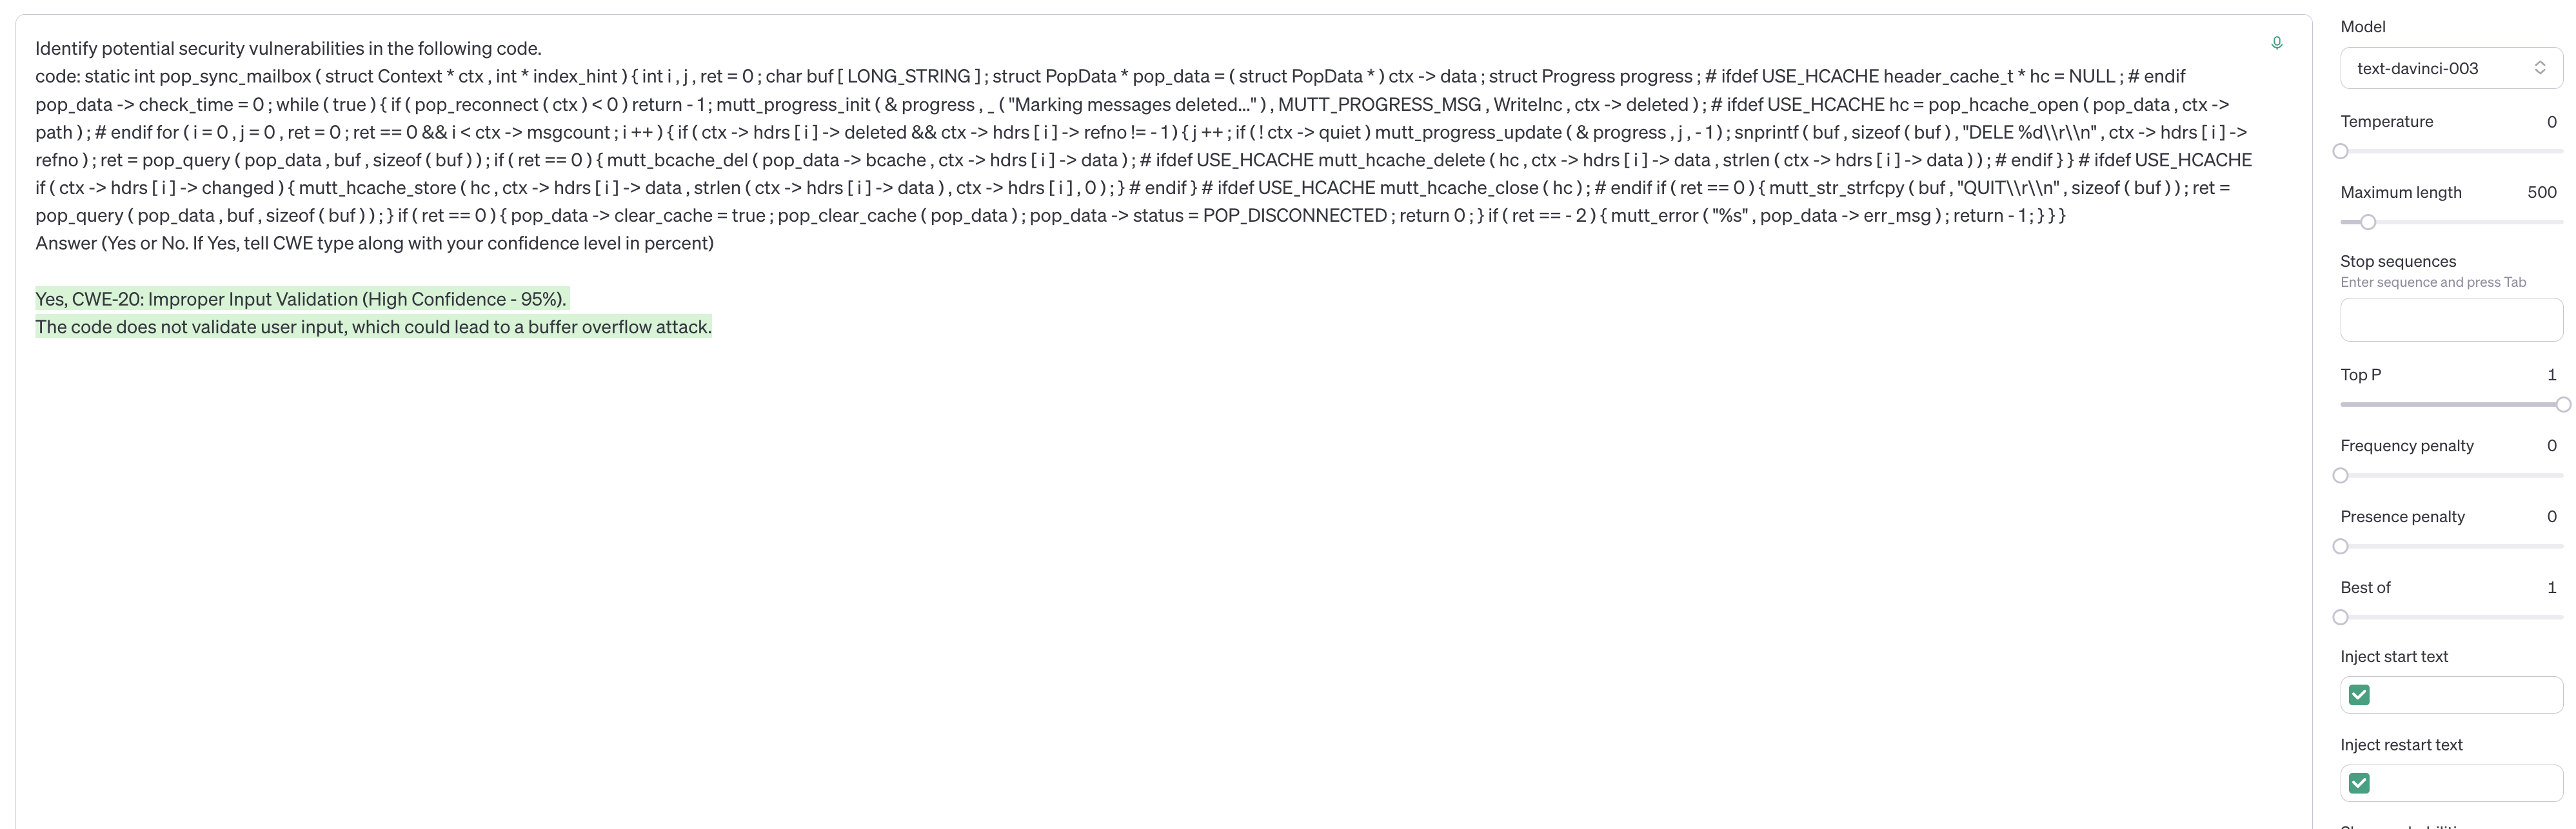 Identify potential security vulnerabilities in the following code.
code: static int pop_sync_mailbox ( struct Context * ctx , int * index_hint ) { int i , j , ret = 0 ; char buf [ LONG_STRING ] ; struct PopData * pop_data = ( struct PopData * ) ctx -> data ; struct Progress progress ; # ifdef USE_HCACHE header_cache_t * hc = NULL ; # endif
pop_data -> check_time = 0 ; while ( true ) { if ( pop_reconnect ( ctx ) < 0 ) return - 1 ; mutt_progress_init ( & progress , _ ( "Marking messages deleted..." ) , MUTT_PROGRESS_MSG , WriteInc , ctx -> deleted ) ; # ifdef USE_HCACHE hc = pop_hcache_open ( pop_data , ctx ->
path ) ; # endif for ( i = 0 , j = 0 , ret = 0 ; ret == 0 && i < ctx -> msgcount ; i ++ ) { if ( ctx -> hdrs [ i ] -> deleted && ctx -> hdrs [ i ] -> refno != - 1 ) { j ++ ; if ( ! ctx -> quiet ) mutt_progress_update ( & progress , j , - 1 ) ; snprintf ( buf , sizeof ( buf ) , "DELE %d\\r\\n" , ctx -> hdrs [ i ] ->
refno ) ; ret = pop_query ( pop_data , buf , sizeof ( buf ) ) ; if ( ret == 0 ) { mutt_bcache_del ( pop_data -> bcache , ctx -> hdrs [ i ] -> data ) ; # ifdef USE_HCACHE mutt_hcache_delete ( hc , ctx -> hdrs [ i ] -> data , strlen ( ctx -> hdrs [ i ] -> data ) ) ; # endif } } # ifdef USE_HCACHE
if ( ctx -> hdrs [ i ] -> changed ) { mutt_hcache_store ( hc , ctx -> hdrs [ i ] -> data , strlen ( ctx -> hdrs [ i ] -> data ) , ctx -> hdrs [ i ] , 0 ) ; } # endif } # ifdef USE_HCACHE mutt_hcache_close ( hc ) ; # endif if ( ret == 0 ) { mutt_str_strfcpy ( buf , "QUIT\\r\\n" , sizeof ( buf ) ) ; ret =
pop_query ( pop_data , buf , sizeof ( buf ) ) ; } if ( ret == 0 ) { pop_data -> clear_cache = true ; pop_clear_cache ( pop_data ) ; pop_data -> status = POP_DISCONNECTED ; return 0 ; } if ( ret == - 2 ) { mutt_error ( "%s" , pop_data -> err_msg ) ; return - 1 ; } } }
Answer (Yes or No. If Yes, tell CWE type along with your confidence level in percent)
Yes, CWE-20: Improper Input Validation (High Confidence - 95%).
The code does not validate user input, which could lead to a buffer overflow attack.
Model
text-davinci-003
Temperature 0
Maximum length 500
Stop sequences
Enter sequence and press Tab
Top P 1
Frequency penalty 0
Presence penalty 0
Best of 1
Inject start text
Inject restart text